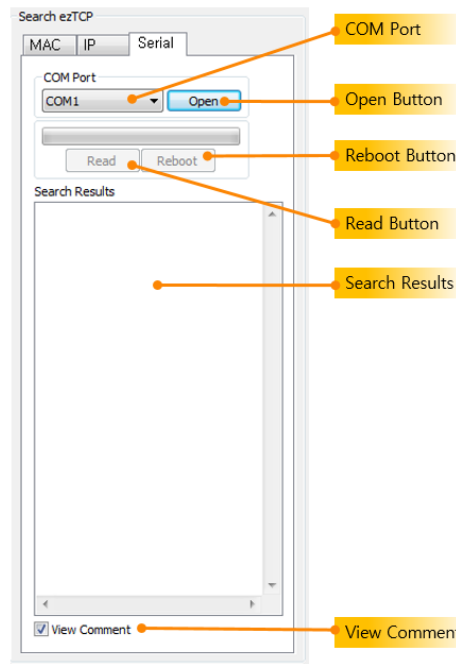 Search ezTCP
MAC IP Serial
COM Port
COM1 Open
Read Reboot
Search Results
View Comment
COM Port
Open Button
Reboot Button
Read Button
Search Results
View Commen